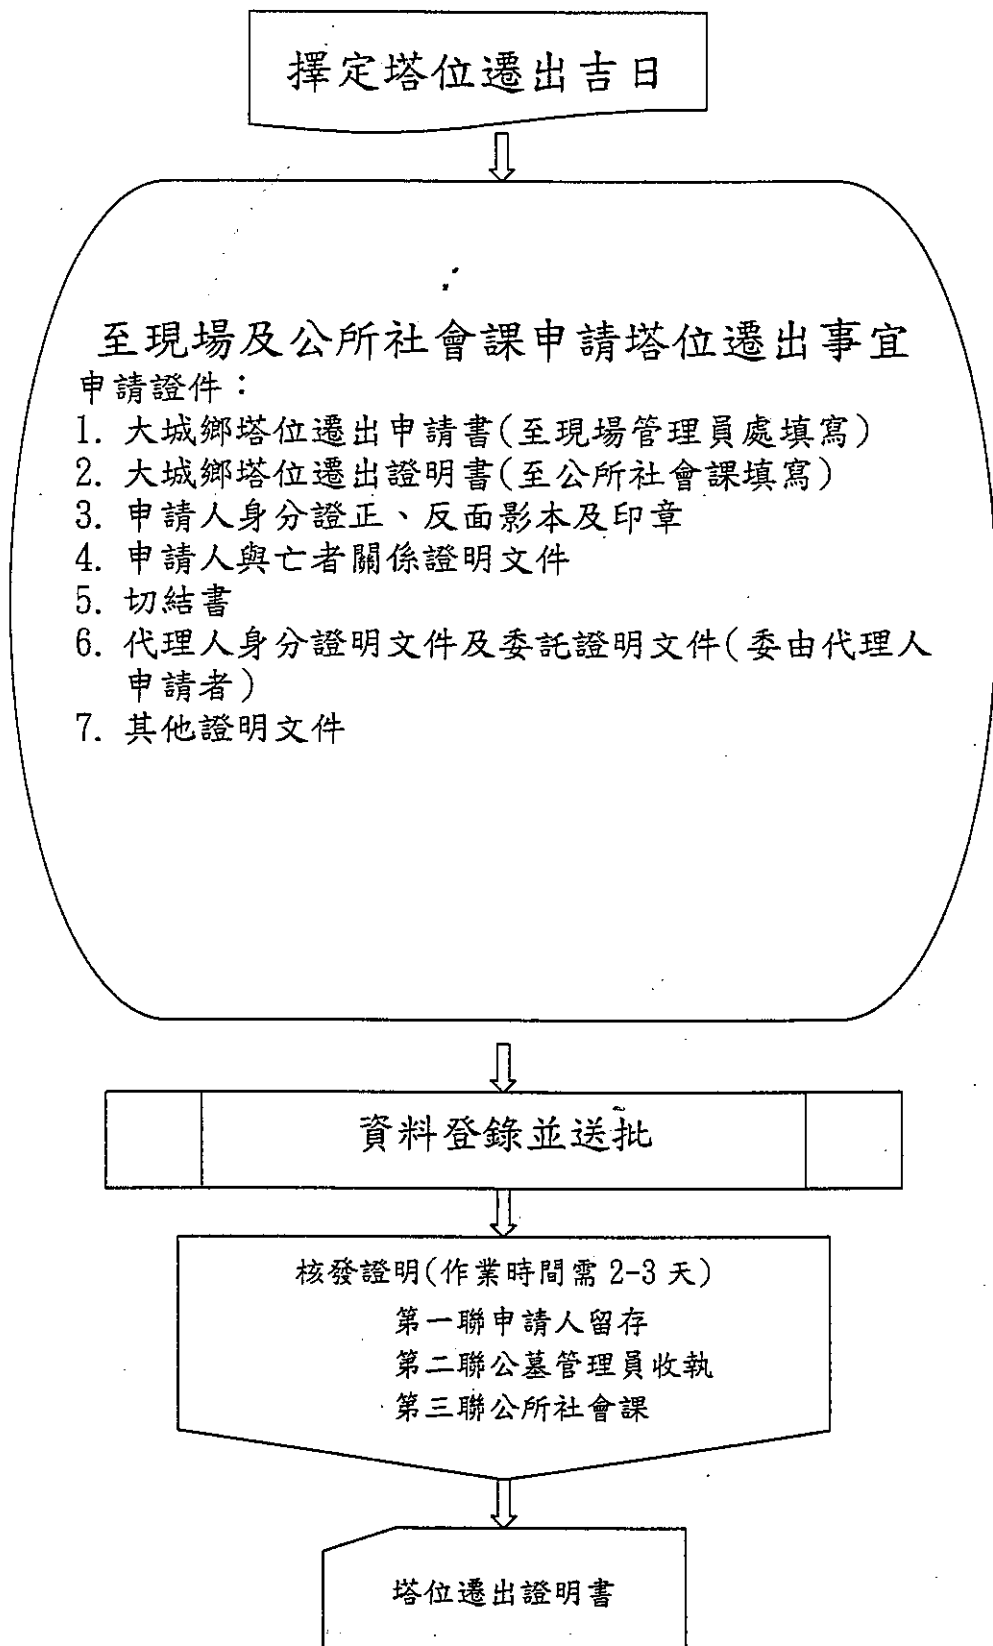 擇定塔位遷出吉日
至現場及公所社會課申請塔位遷出事宜
申請證件：
1. 大城鄉塔位遷出申請書(至現場管理員處填寫)
2. 大城鄉塔位遷出證明書(至公所社會課填寫)
3. 申請人身分證正、反面影本及印章
4. 申請人與亡者關係證明文件
5. 切結書
6. 代理人身分證明文件及委託證明文件(委由代理人
申請者)
7. 其他證明文件
資料登錄並送批
核發證明(作業時間需 2-3 天)
第一聯申請人留存
第二聯公墓管理員收執
第三聯公所社會課
塔位遷出證明書